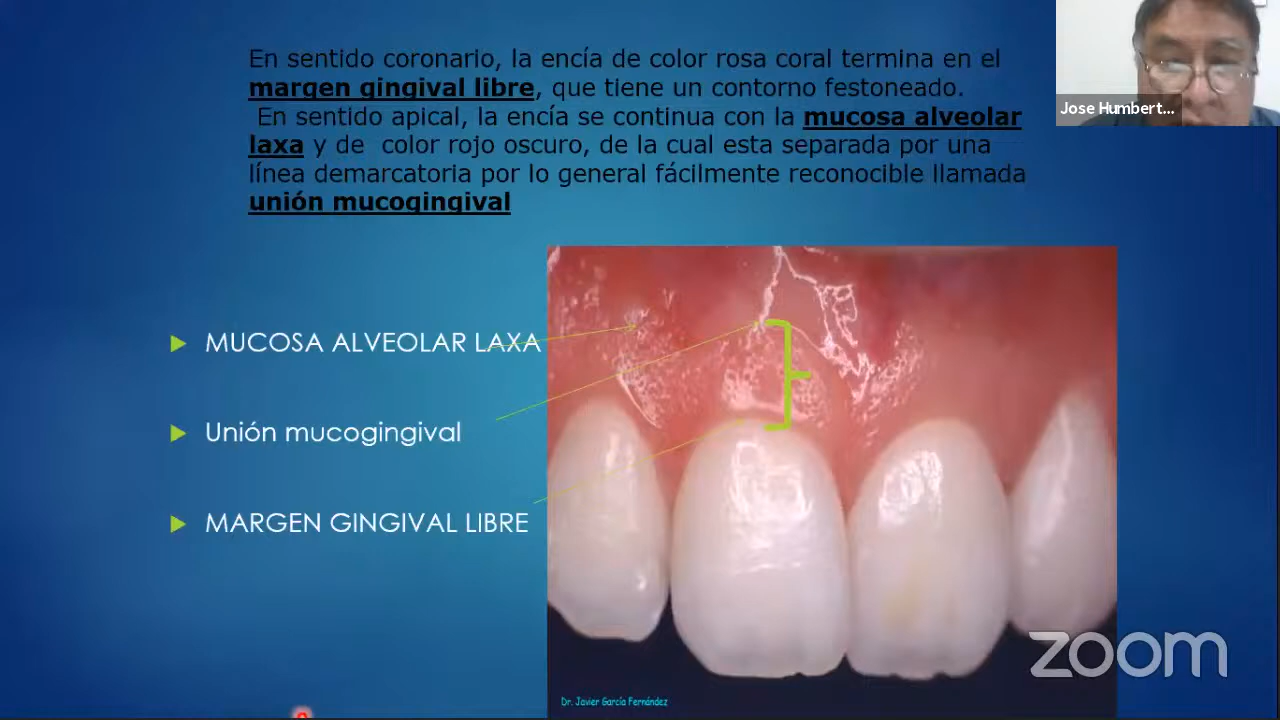 En sentido coronario, la encía de color rosa coral termina en el
margen gingival libre, que tiene un contorno festoneado.
En sentido apical, la encía se continua con la mucosa alveolar
laxa y de color rojo oscuro, de la cual esta separada por una
línea demarcatoria por lo general fácilmente reconocible llamada
unión mucogingival
Jose Humbert...
MUCOSA ALVEOLAR LAXA
Unión mucogingival
MARGEN GINGIVAL LIBRE
zoom
Dr. Javier García Fernández